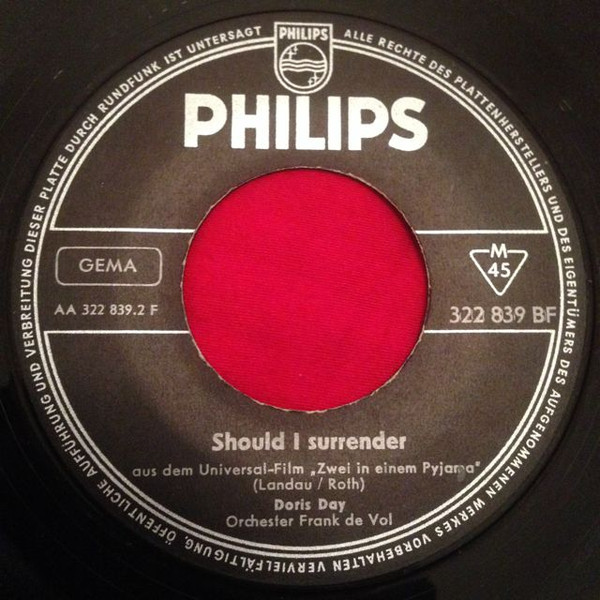 ALLE RECHTE DES PLATTENHERSTELLERS UND DES EIGENTÜMERS DES AUFGENOMMENEN WERKES VORBEHALTEN VERVIELFÄLTIGUNG, ÖFFENTLICHE AUFFÜHRUNG UND VERBREITUNG DIESER PLATTE DURCH RUNDFUNK IST UNTERSAGT
PHILIPS
PHILIPS
GEMA
M
45
AA 322 839.2 F
322 839 BF
Should I surrender
aus dem Universal-Film „Zwei in einem Pyjama"
(Landau / Roth)
Doris Day
Orchester Frank de Vol